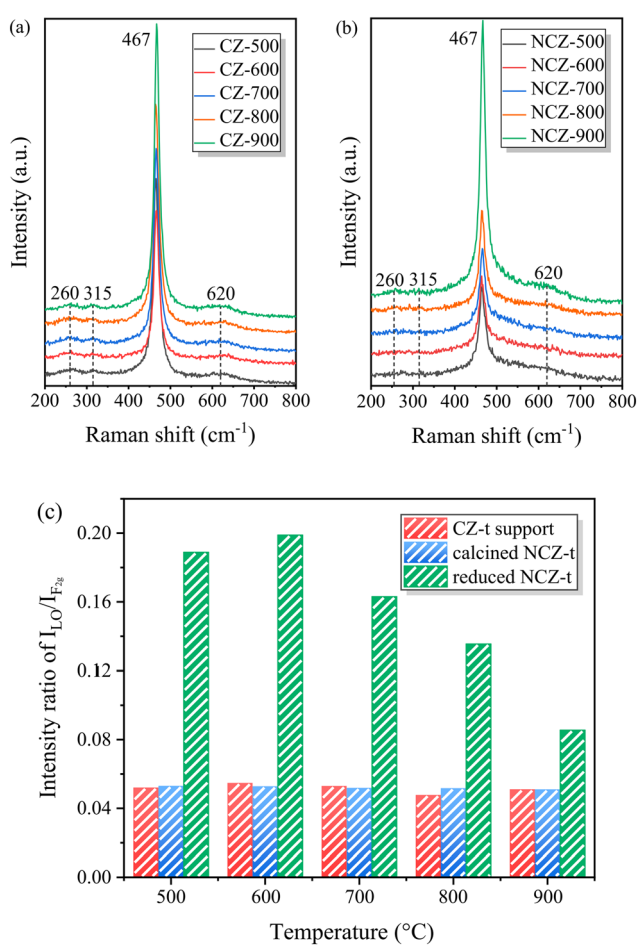 (a)
467
CZ-500
CZ-600
CZ-700
CZ-800
CZ-900
260 315
620
Intensity (a.u.)
200 300 400 500 600 700 800
Raman shift (cm⁻¹)
(b)
467
NCZ-500
NCZ-600
NCZ-700
NCZ-800
NCZ-900
260 315
620
Intensity (a.u.)
200 300 400 500 600 700 800
Raman shift (cm⁻¹)
(c)
CZ-t support
calcined NCZ-t
reduced NCZ-t
0.20
0.16
0.12
0.08
0.04
0.00
Intensity ratio of I_LO/I_F2g
500 600 700 800 900
Temperature (°C)